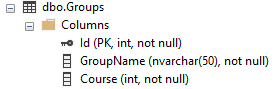 dbo.Groups
Columns
Id (PK, int, not null)
GroupName (nvarchar(50), not null)
Course (int, not null)